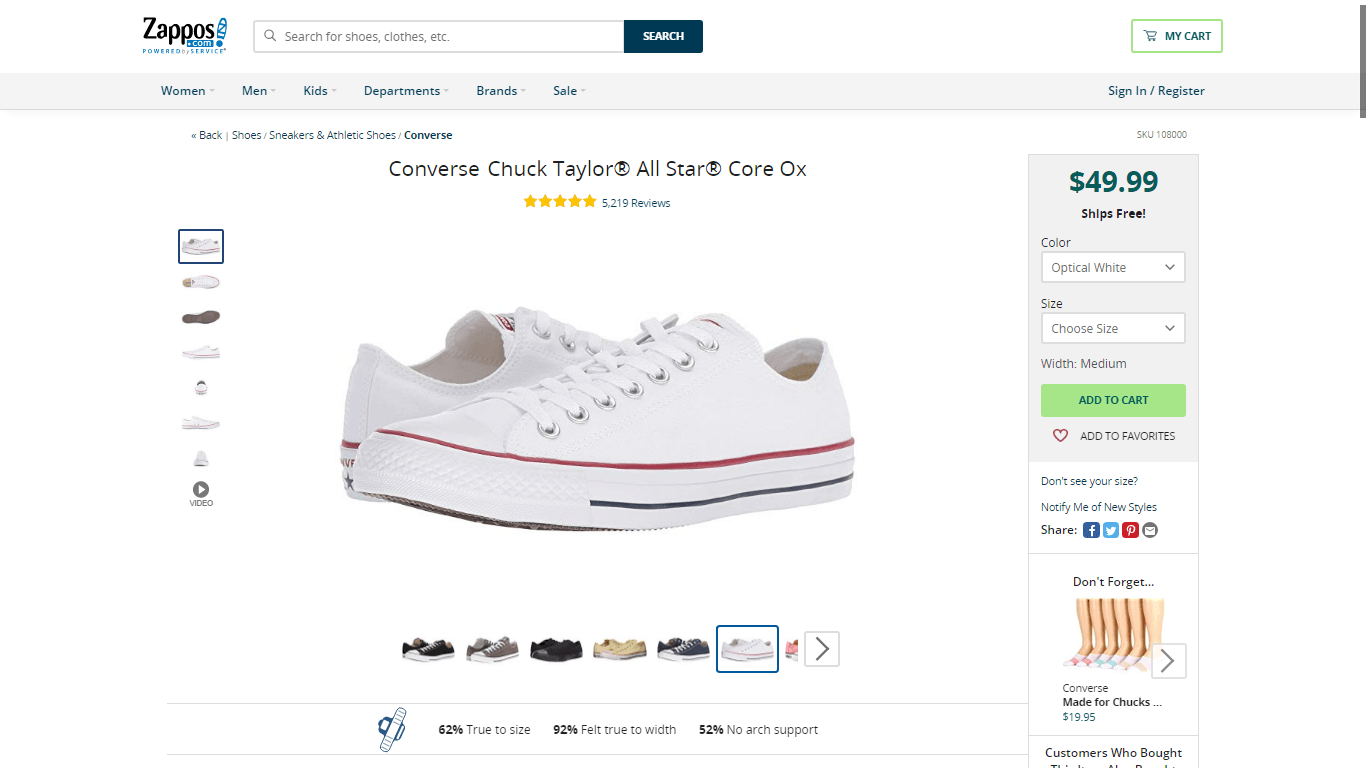 Zappos
.com
POWERED by SERVICE®
Search for shoes, clothes, etc.
SEARCH
MY CART
Women
Men
Kids
Departments
Brands
Sale
Sign In / Register
« Back | Shoes / Sneakers & Athletic Shoes / Converse
SKU 108000
Converse Chuck Taylor® All Star® Core Ox
5,219 Reviews
VIDEO
$49.99
Ships Free!
Color
Optical White
Size
Choose Size
Width: Medium
ADD TO CART
ADD TO FAVORITES
Don't see your size?
Notify Me of New Styles
Share:
Don't Forget...
Converse
Made for Chucks ...
$19.95
62% True to size
92% Felt true to width
52% No arch support
Customers Who Bought